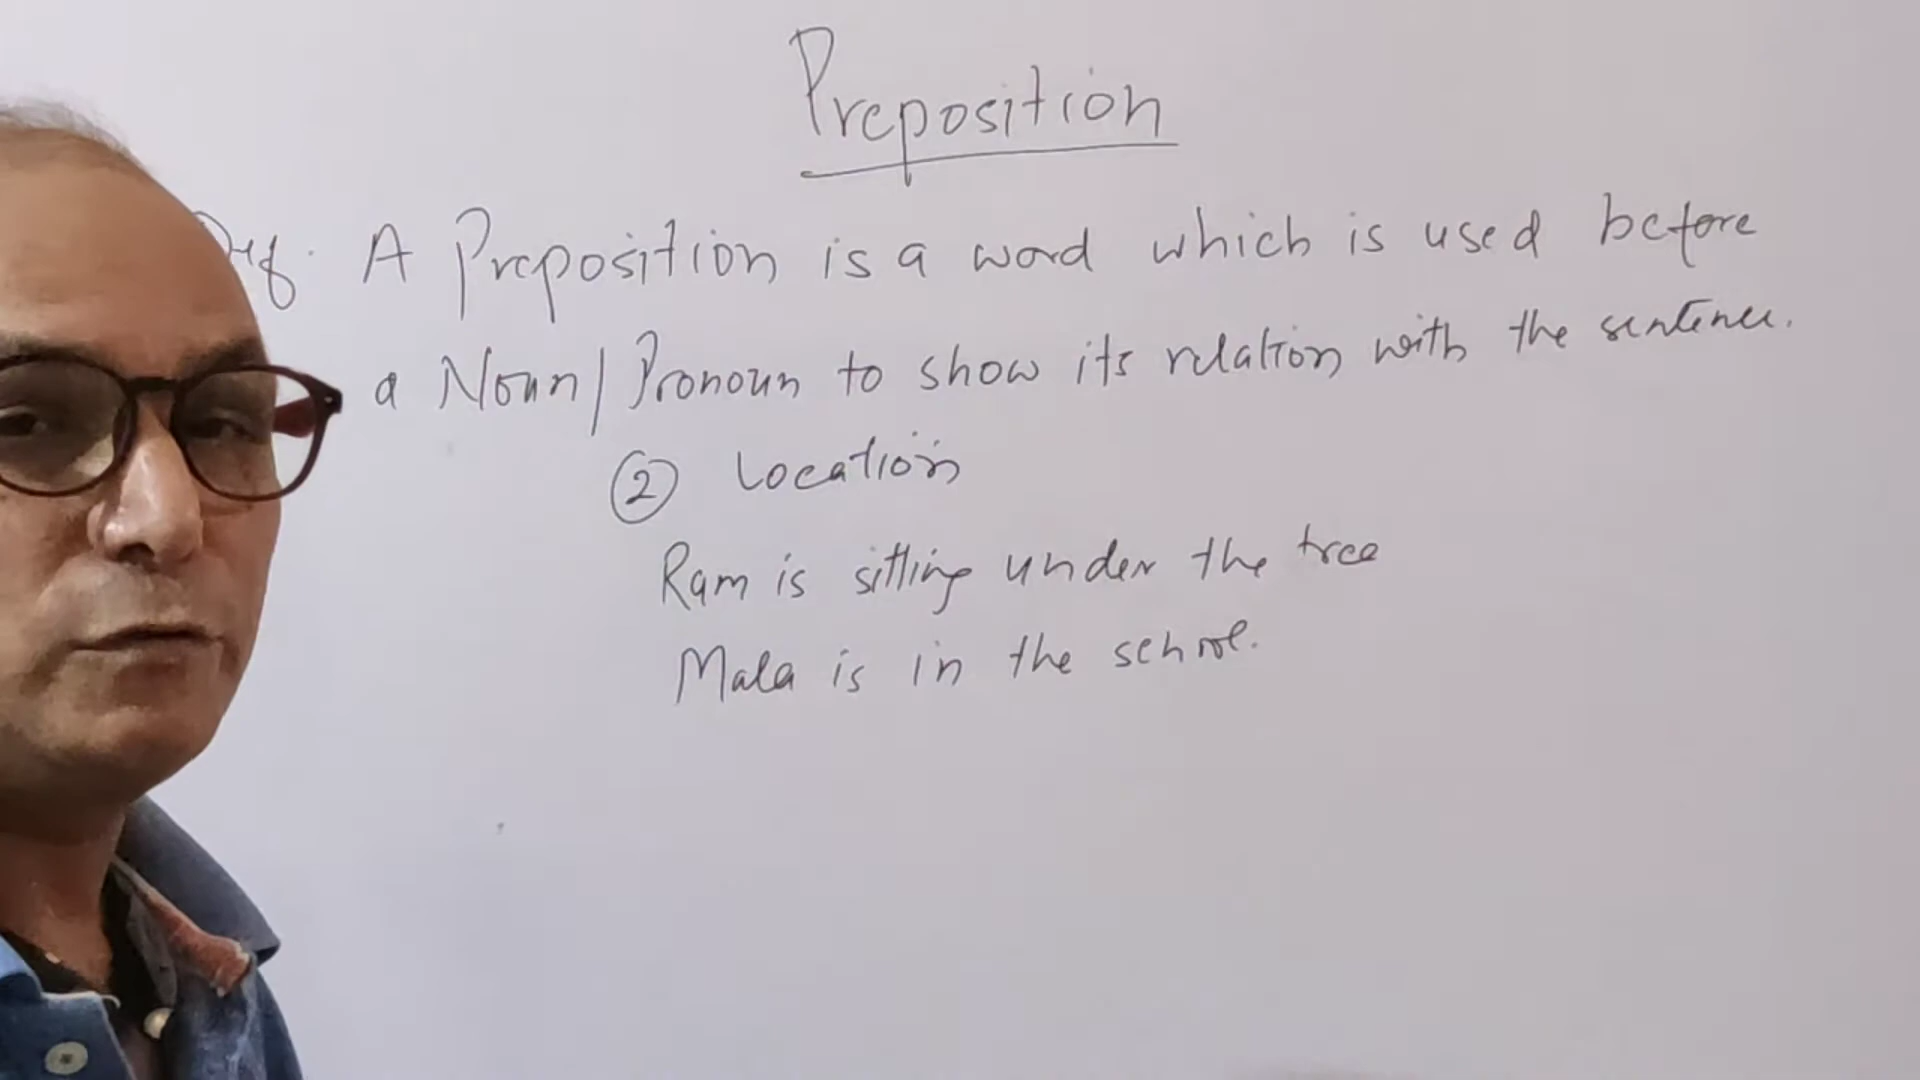 Preposition
Def. A Preposition is a word which is used before
a Noun/Pronoun to show its relation with the sentence.
② Location
Ram is sitting under the tree
Mala is in the school.